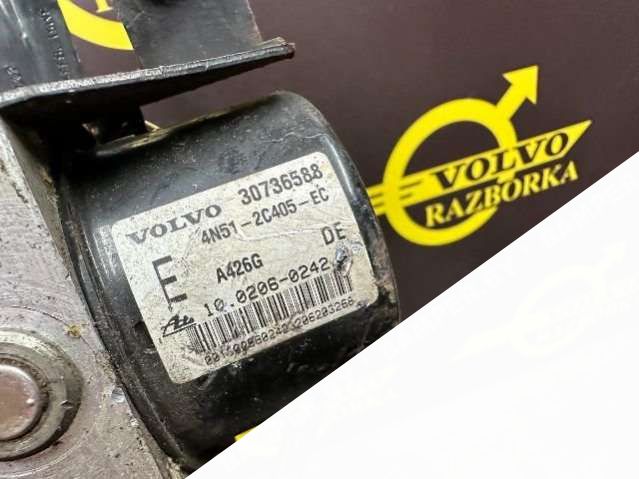 VOLVO 30736588
4N51-2C405-EC
E A426G DE
10.0206-0242.
VOLVO
RAZBORKA